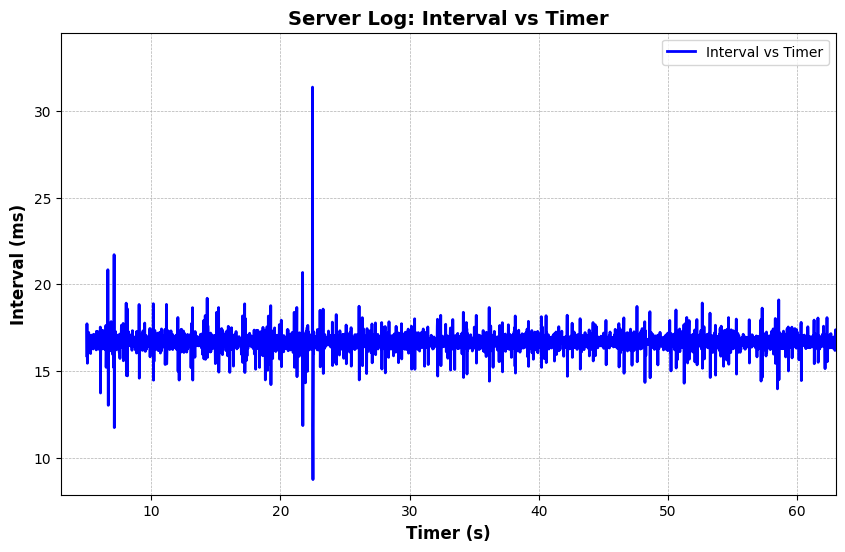 Server Log: Interval vs Timer
Interval vs Timer
30
25
20
15
10
Interval (ms)
10 20 30 40 50 60
Timer (s)